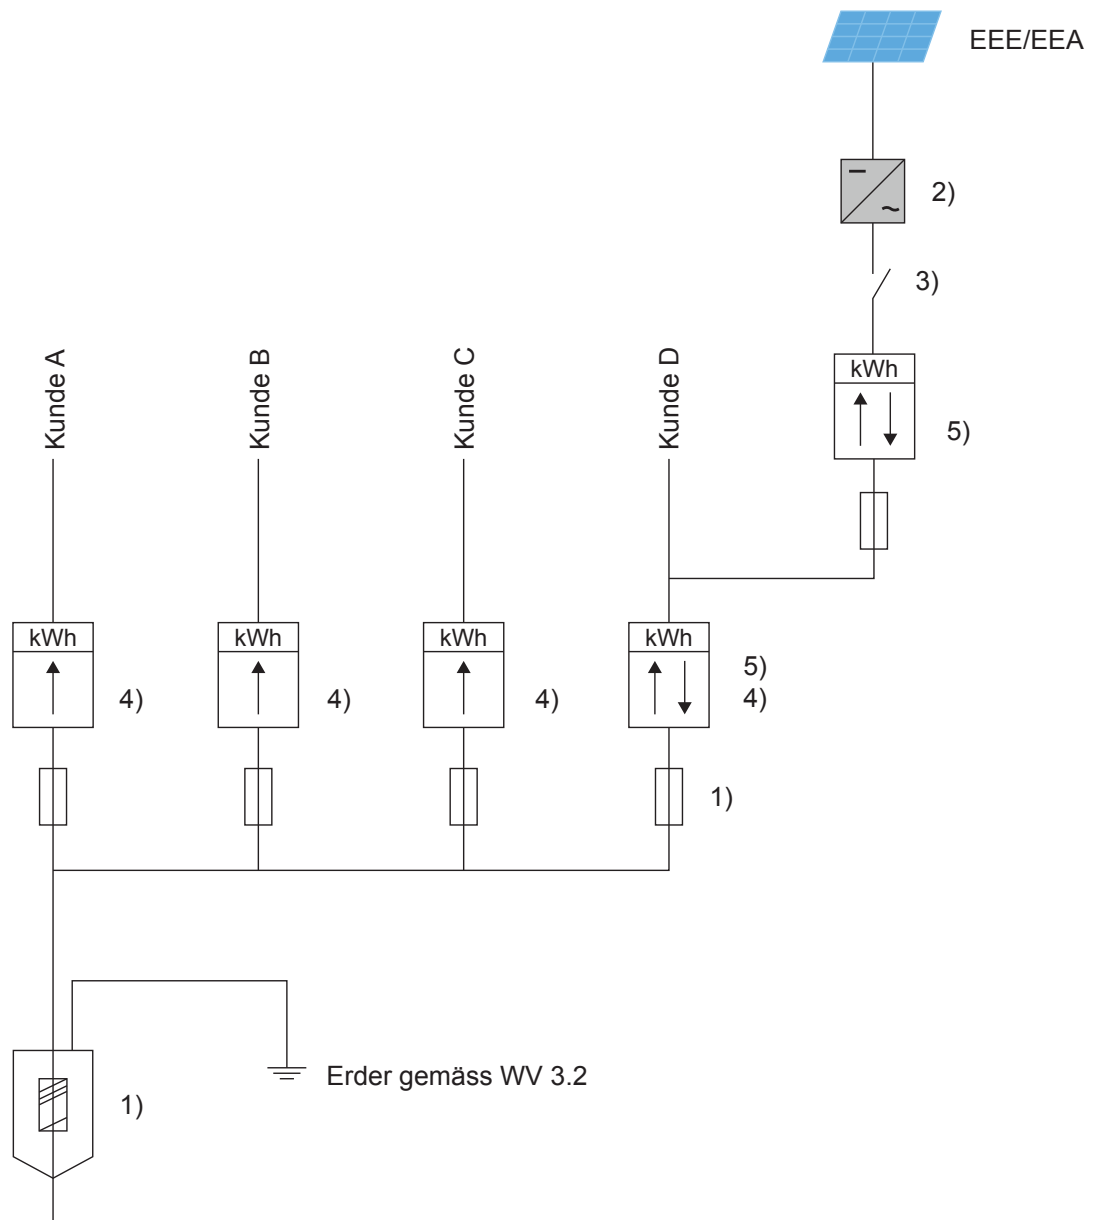 EEE/EEA
2)
3)
kWh
5)
Kunde A
Kunde B
Kunde C
Kunde D
kWh
4)
kWh
4)
kWh
4)
kWh
5)
4)
1)
Erder gemäss WV 3.2
1)